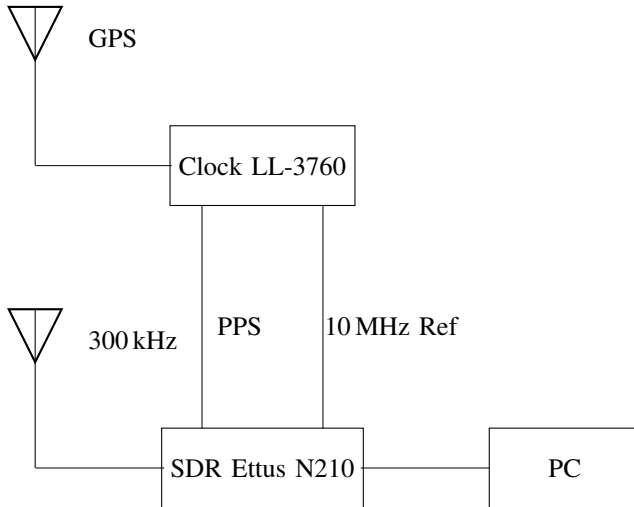 GPS
Clock LL-3760
300 kHz
PPS
10 MHz Ref
SDR Ettus N210
PC